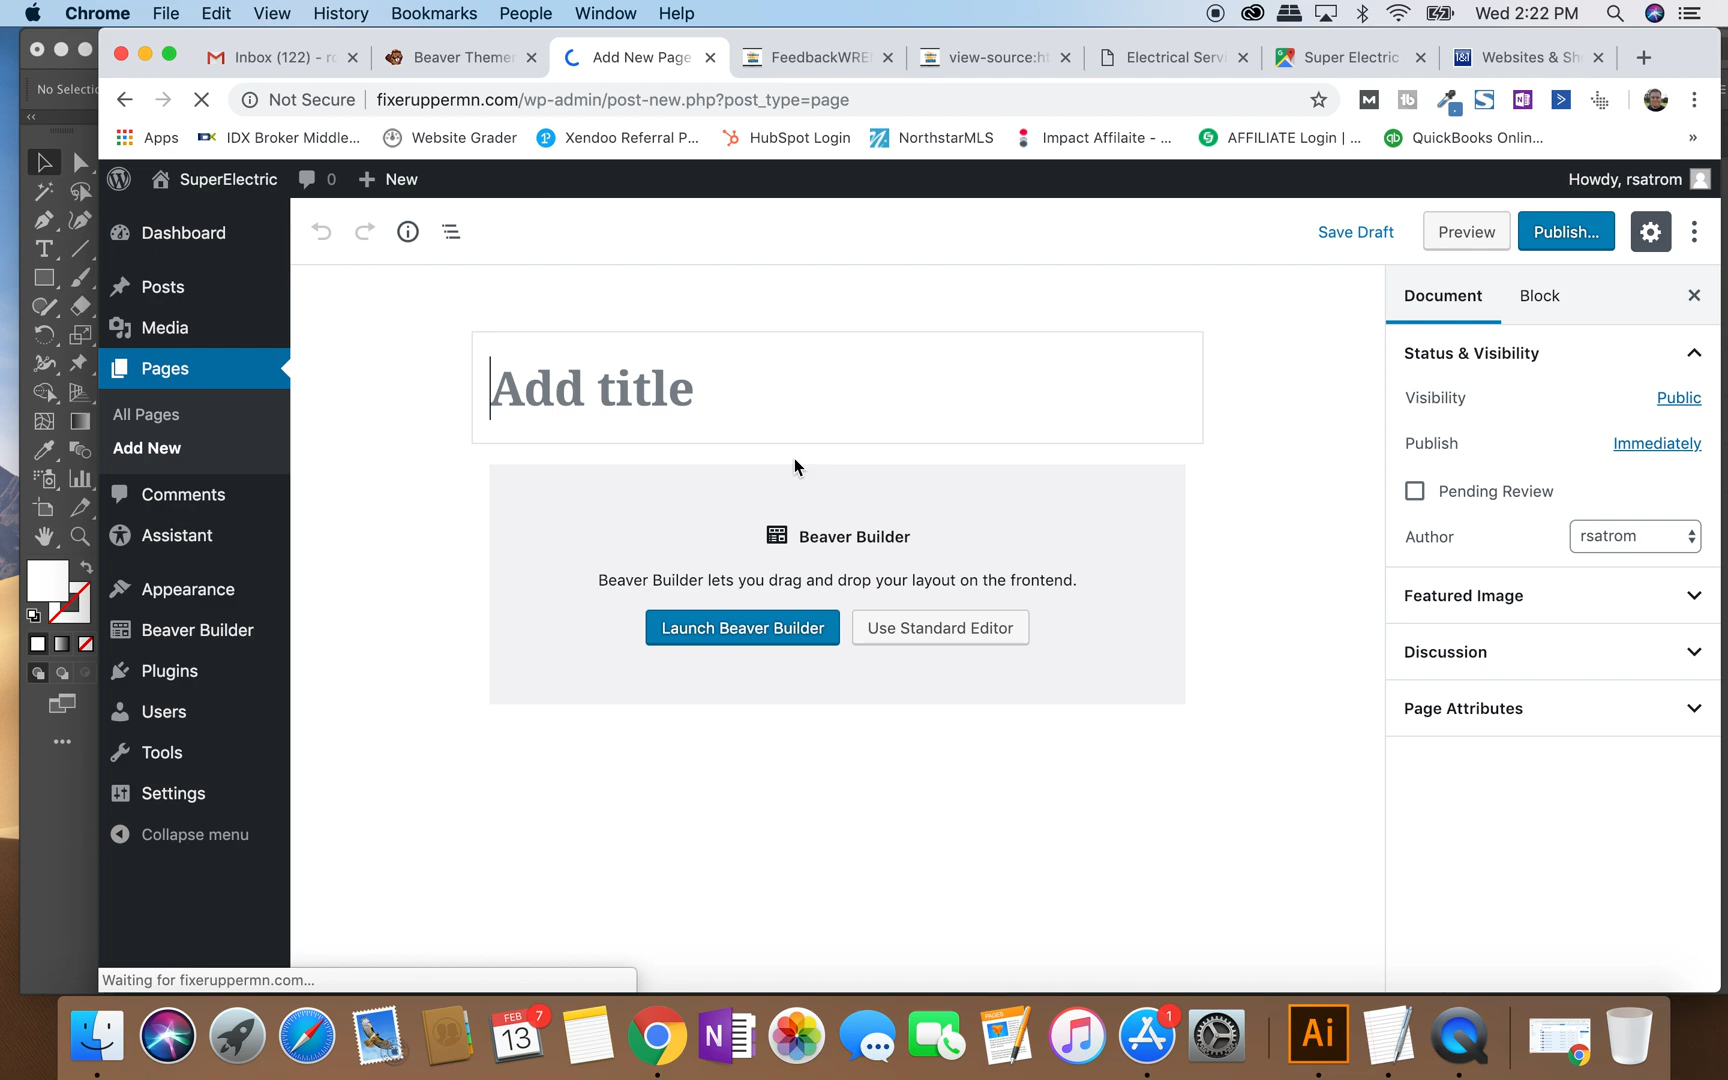 Chrome File Edit View History Bookmarks People Window Help Wed 2:22 PM
No Selectio
Inbox (122) - r Beaver Theme Add New Page FeedbackWRE view-source:h Electrical Servi Super Electric Websites & Sh
Not Secure fixeruppermn.com/wp-admin/post-new.php?post_type=page
Apps IDX Broker Middle... Website Grader Xendoo Referral P... HubSpot Login NorthstarMLS Impact Affilaite - ... AFFILIATE Login | ... QuickBooks Onlin... »
SuperElectric 0 + New Howdy, rsatrom
Dashboard
Posts
Media
Pages
All Pages
Add New
Comments
Assistant
Appearance
Beaver Builder
Plugins
Users
Tools
Settings
Collapse menu
Save Draft Preview Publish...
Add title
Beaver Builder
Beaver Builder lets you drag and drop your layout on the frontend.
Launch Beaver Builder Use Standard Editor
Document Block
Status & Visibility
Visibility Public
Publish Immediately
Pending Review
Author rsatrom
Featured Image
Discussion
Page Attributes
Waiting for fixeruppermn.com...
FEB 7
13
N
PAGES
1
Ai